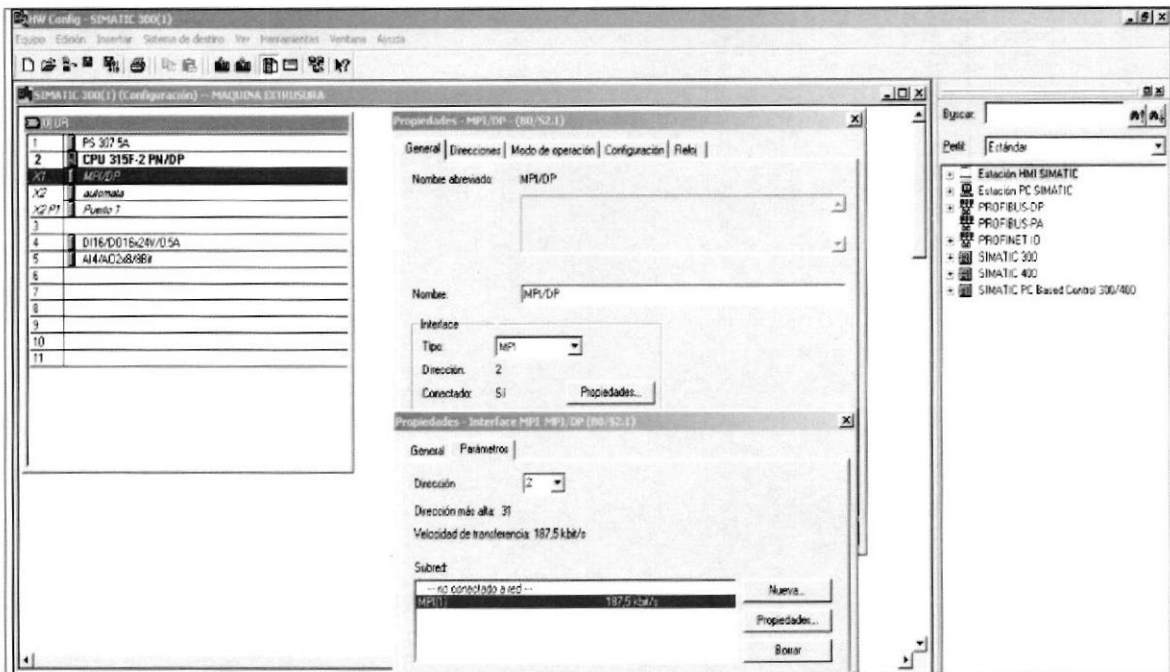 HW Config - SIMATIC 300(1)
Equipo Edición Insertar Sistema de destino Ver Herramientas Ventana Ayuda
SIMATIC 300(1) (Configuración) -- MAQUINA EXTRUSORA
(0) UR
1 PS 307 5A
2 CPU 315F-2 PN/DP
X1 MPI/DP
X2 automata
X2 P1 Puerto 1
3
4 DI16/DO16x24V/0.5A
5 AI4/AO2x8/8Bit
6
7
8
9
10
11
Propiedades - MPI/DP - (R0/S2.1)
General Direcciones Modo de operación Configuración Reloj
Nombre abreviado: MPI/DP
Nombre: MPI/DP
Interface
Tipo: MPI
Dirección: 2
Conectado: Sí Propiedades...
Propiedades - Interface MPI MPI/DP (R0/S2.1)
General Parámetros
Dirección: 2
Dirección más alta: 31
Velocidad de transferencia: 187,5 kbit/s
Subred:
--- no conectado a red ---
MPI(1) 187,5 kbit/s
Nueva...
Propiedades...
Borrar
Buscar:
Perfil: Estándar
Estación HMI SIMATIC
Estación PC SIMATIC
PROFIBUS-DP
PROFIBUS-PA
PROFINET IO
SIMATIC 300
SIMATIC 400
SIMATIC PC Based Control 300/400